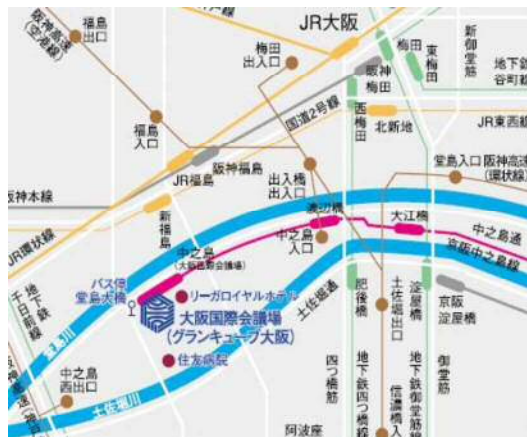 阪神高速
(空港線)
福島
出口
JR大阪
梅田
出入口
梅田
東梅田
新御堂筋
地下鉄
谷町線
阪神
梅田
西梅田
北新地
JR東西線
国道2号線
福島
入口
阪神福島
JR福島
出入橋
出入口
堂島入口
阪神高速
(環状線)
阪神本線
新福島
渡辺橋
大江橋
中之島通
中之島
入口
京阪中之島線
JR環状線
中之島
(大阪国際会議場)
バス停
堂島大橋
リーガロイヤルホテル
大阪国際会議場
(グランキューブ大阪)
土佐堀通
肥後橋
土佐堀出口
淀屋橋
京阪
淀屋橋
地下鉄
千日前線
堂島川
住友病院
中之島
西出口
土佐堀川
四つ橋筋
地下鉄四つ橋線
信濃橋入
地下鉄御堂筋線
御堂筋
阿波座